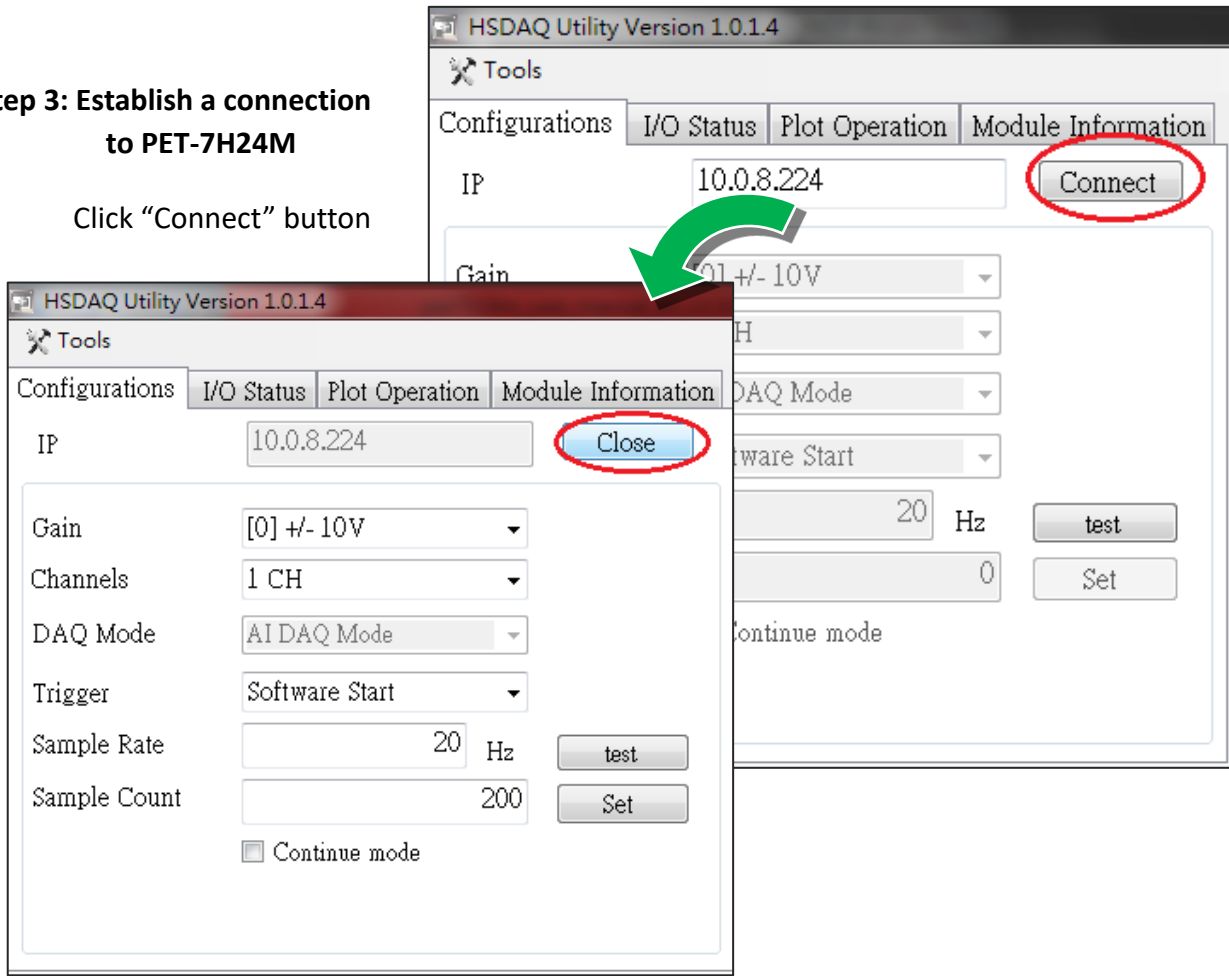 tep 3: Establish a connection
to PET-7H24M
Click “Connect” button
HSDAQ Utility Version 1.0.1.4
Tools
Configurations I/O Status Plot Operation Module Information
IP 10.0.8.224 Connect
Gain [0] +/- 10V
H
DAQ Mode
tware Start
20 Hz test
0 Set
Continue mode
HSDAQ Utility Version 1.0.1.4
Tools
Configurations I/O Status Plot Operation Module Information
IP 10.0.8.224 Close
Gain [0] +/- 10V
Channels 1 CH
DAQ Mode AI DAQ Mode
Trigger Software Start
Sample Rate 20 Hz test
Sample Count 200 Set
Continue mode